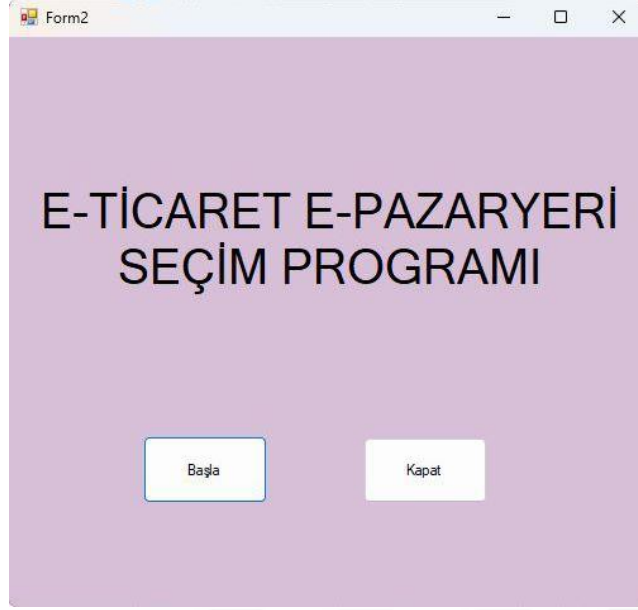 Form2
E-TİCARET E-PAZARYERİ
SEÇİM PROGRAMI
Başla
Kapat